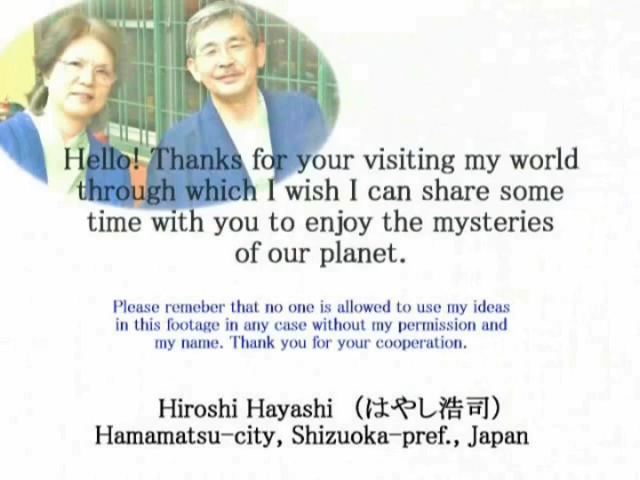 Hello! Thanks for your visiting my world
through which I wish I can share some
time with you to enjoy the mysteries
of our planet.
Please remeber that no one is allowed to use my ideas
in this footage in any case without my permission and
my name. Thank you for your cooperation.
Hiroshi Hayashi （はやし浩司）
Hamamatsu-city, Shizuoka-pref., Japan